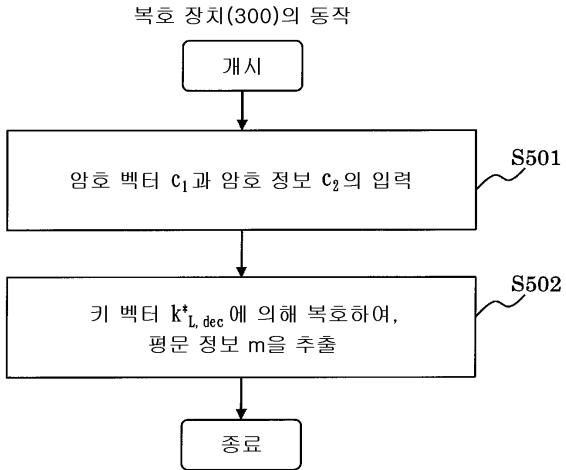 복호 장치(300)의 동작
개시
암호 벡터 c₁과 암호 정보 c₂의 입력
S501
S502
키 벡터 k*L, dec에 의해 복호하여,
평문 정보 m을 추출
종료